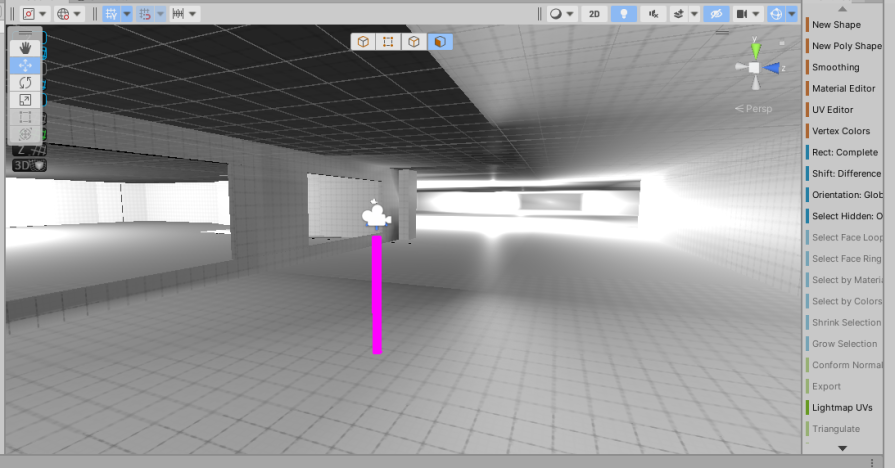 2D
New Shape
New Poly Shape
Smoothing
Material Editor
UV Editor
Vertex Colors
Rect: Complete
Shift: Difference
Orientation: Glob
Select Hidden: O
Select Face Loop
Select Face Ring
Select by Materi
Select by Colors
Shrink Selection
Grow Selection
Conform Normal
Export
Lightmap UVs
Triangulate
y
z
< Persp
Z
3D